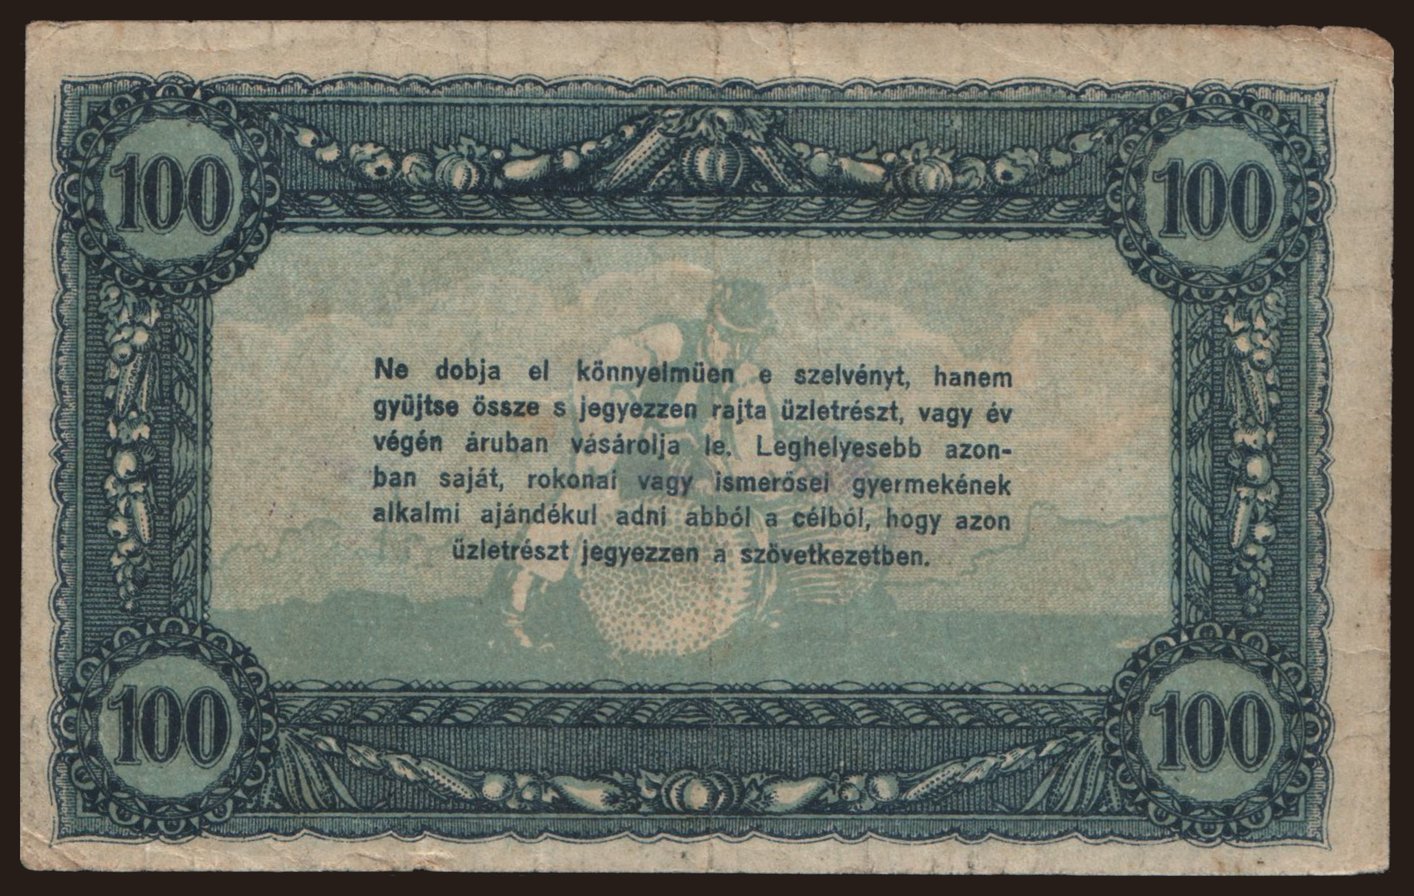 100 100
Ne dobja el könnyelmüen e szelvényt, hanem
gyüjtse össze s jegyezzen rajta üzletrészt, vagy év
végén áruban vásárolja le. Leghelyesebb azon-
ban saját, rokonai vagy ismerősei gyermekének
alkalmi ajándékul adni abból a célból, hogy azon
üzletrészt jegyezzen a szövetkezetben.
100 100